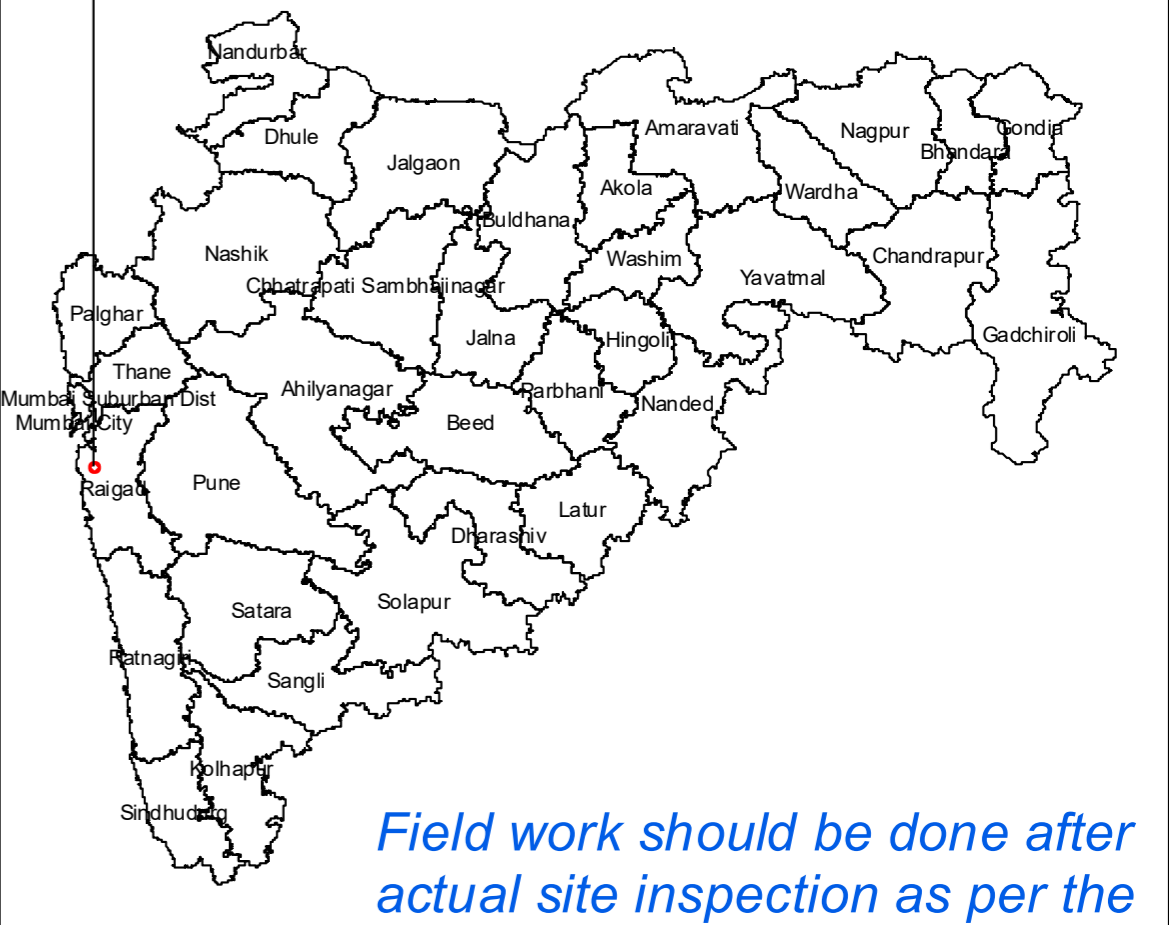 Nandurbar
Dhule
Jalgaon
Amaravati
Nagpur
Gondia
Bhandara
Akola
Wardha
Buldhana
Nashik
Washim
Chandrapur
Chhatrapati Sambhajinagar
Yavatmal
Palghar
Jalna
Hingoli
Gadchiroli
Thane
Ahilyanagar
Parbhani
Mumbai Suburban Dist
Nanded
Mumbai City
Beed
Raigad
Pune
Latur
Dharashiv
Satara
Solapur
Ratnagiri
Sangli
Kolhapur
Sindhudurg
Field work should be done after
actual site inspection as per the